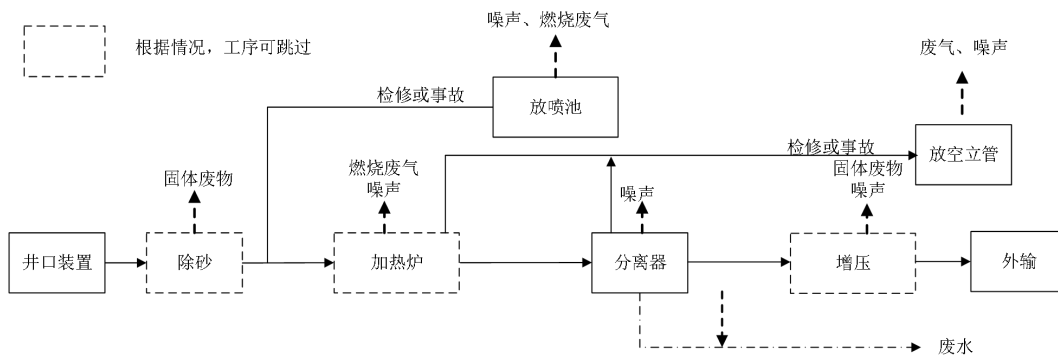 噪声、燃烧废气
根据情况，工序可跳过
废气、噪声
检修或事故
放喷池
检修或事故
放空立管
燃烧废气
噪声
固体废物
噪声
固体废物
噪声
井口装置
除砂
加热炉
分离器
增压
外输
废水